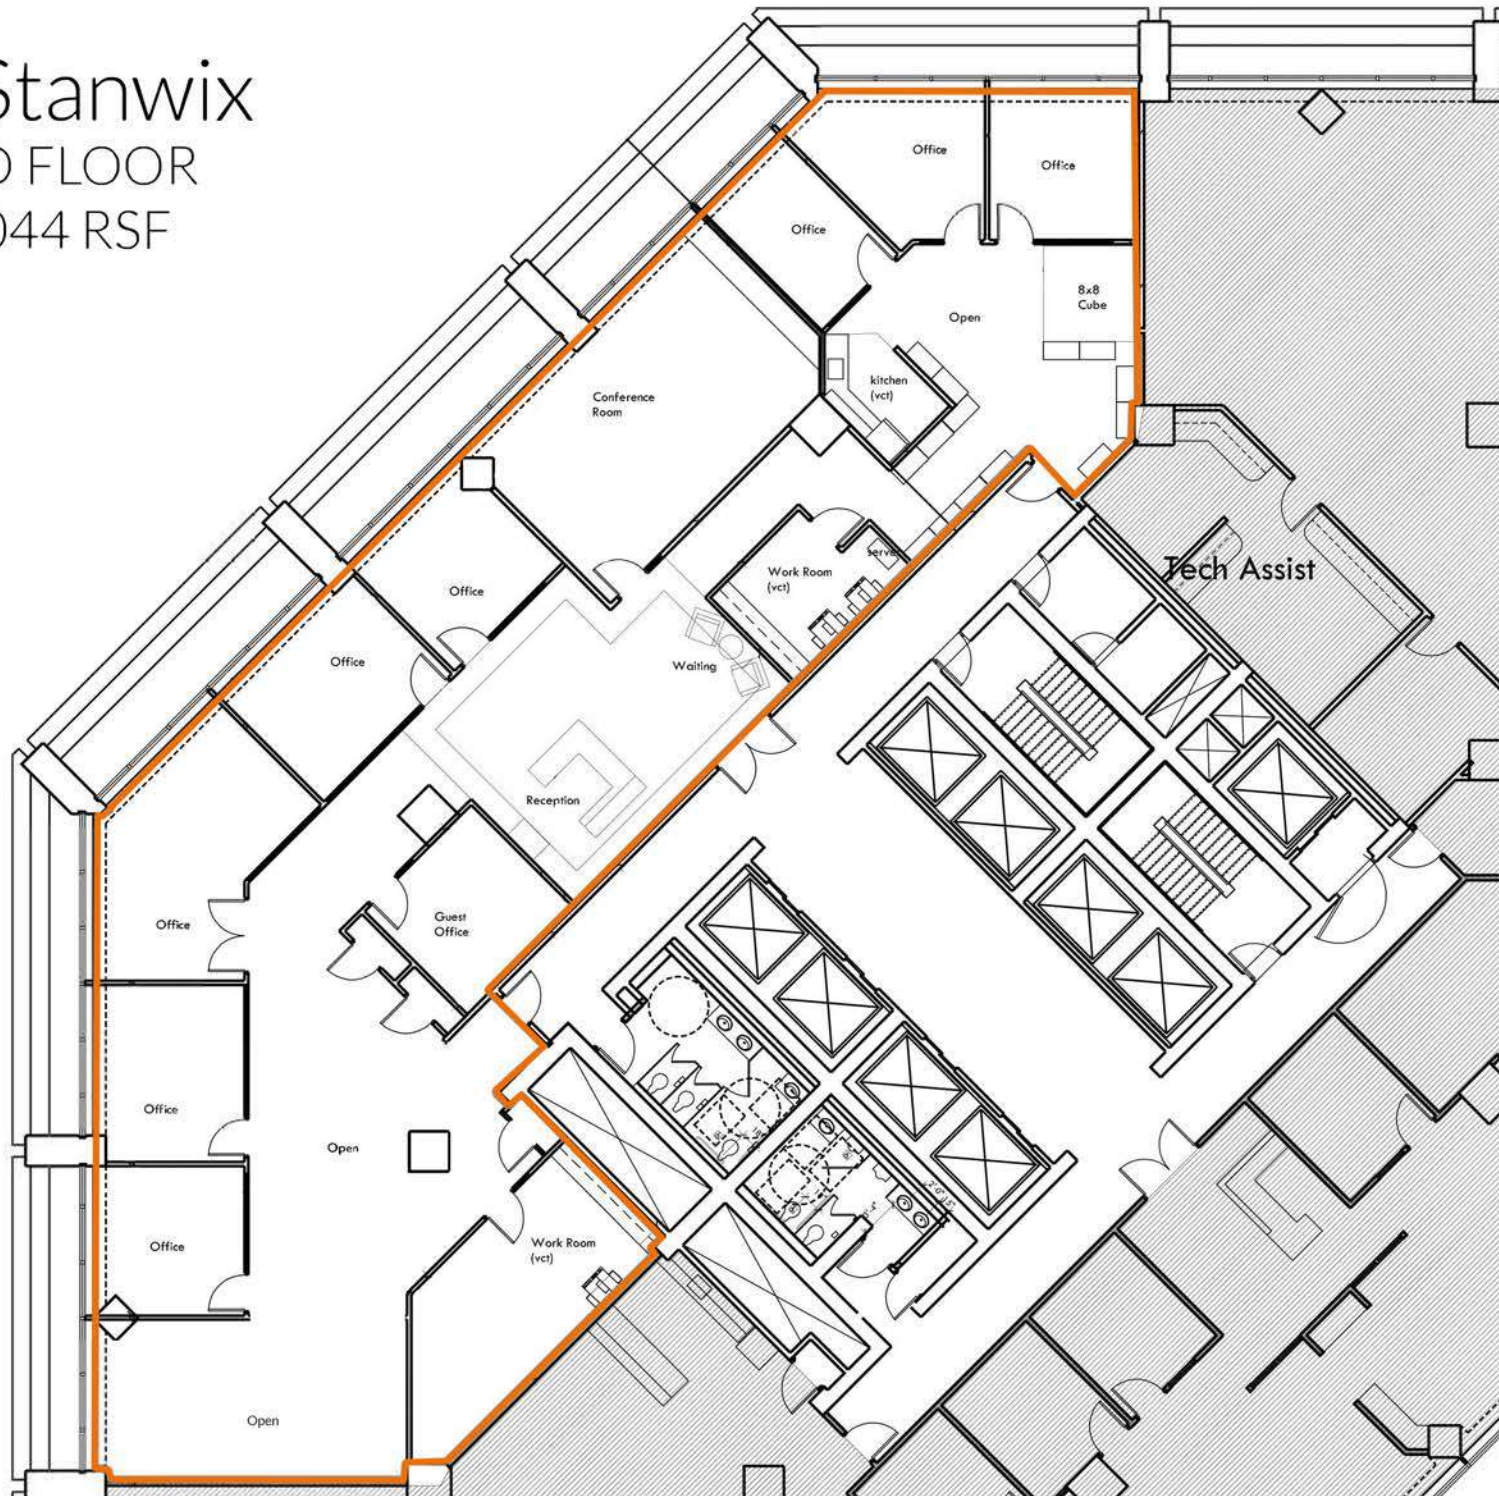 Stanwix
FLOOR
044 RSF
Office
Office
Office
8x8
Cube
Open
kitchen
(vct)
Conference
Room
Work Room
(vct)
Tech Assist
Office
Office
Waiting
Reception
Guest
Office
Office
Office
Open
Office
Work Room
(vct)
Open